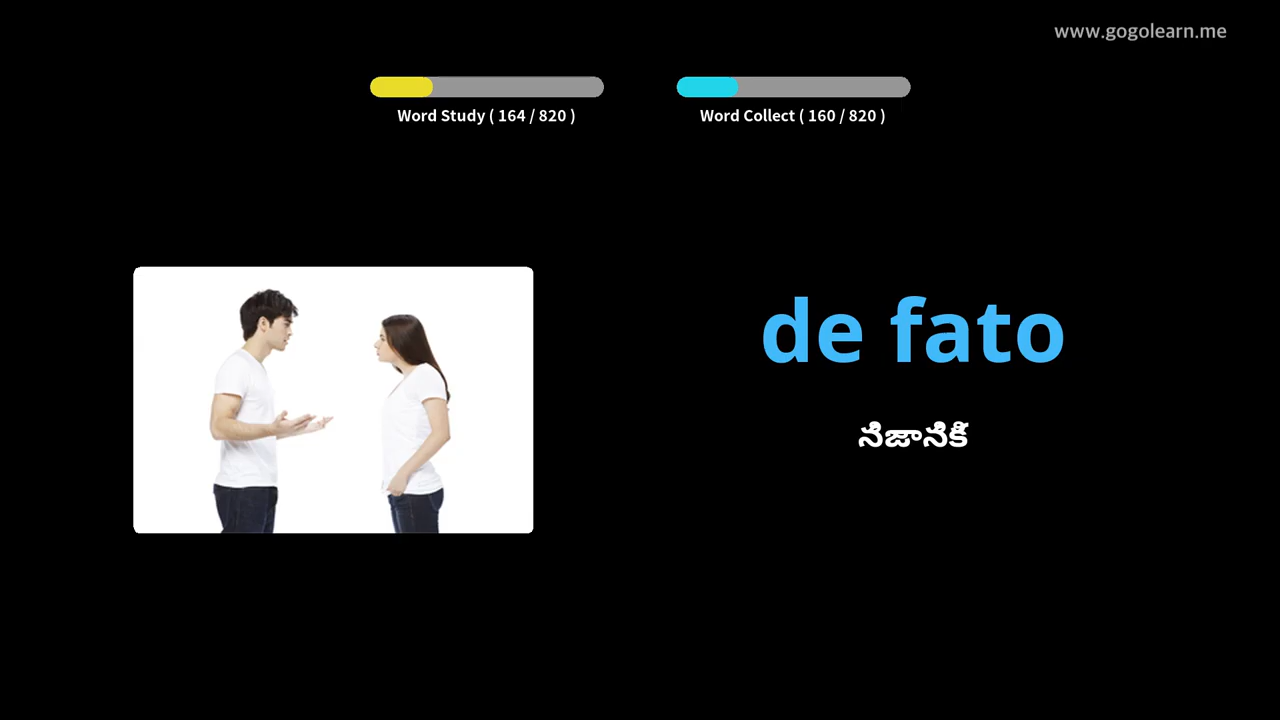 www.gogolearn.me
Word Study ( 164 / 820 )
Word Collect ( 160 / 820 )
de fato
నిజానికి